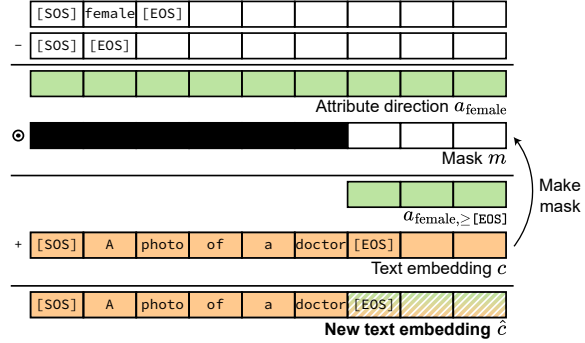 [SOS] female [EOS]
- [SOS] [EOS]
Attribute direction a_female
⊙
Mask m
Make
mask
a_female,≥[EOS]
+ [SOS] A photo of a doctor [EOS]
Text embedding c
[SOS] A photo of a doctor [EOS]
New text embedding ĉ